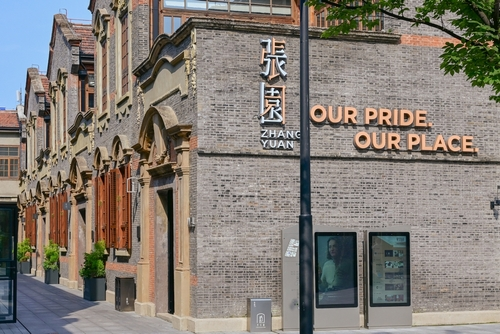 張園
ZHANG
YUAN
OUR PRIDE.
OUR PLACE.